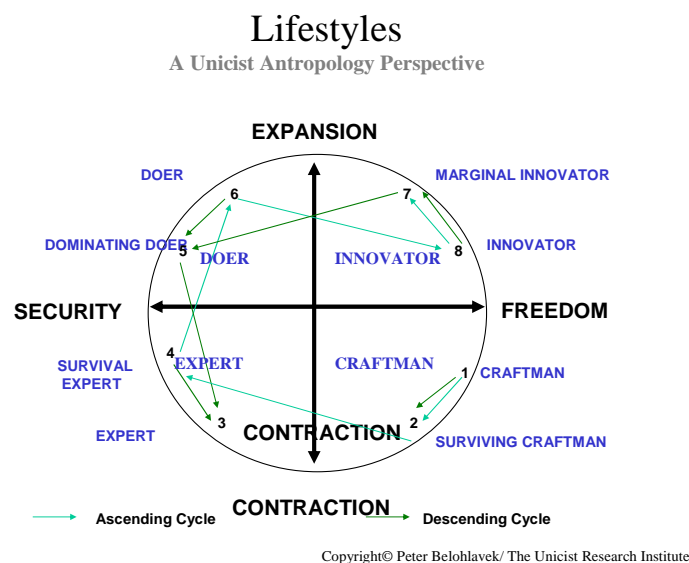 Lifestyles
A Unicist Antropology Perspective
EXPANSION
DOER
MARGINAL INNOVATOR
6
7
DOMINATING DOER
5
DOER
INNOVATOR
8
INNOVATOR
SECURITY
FREEDOM
4
SURVIVAL
EXPERT
EXPERT
CRAFTMAN
1
CRAFTMAN
3
2
EXPERT
CONTRACTION
SURVIVING CRAFTMAN
CONTRACTION
Ascending Cycle
Descending Cycle
Copyright© Peter Belohlavek/ The Unicist Research Institute